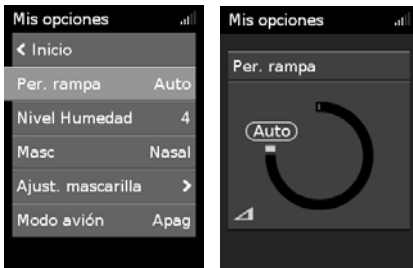 Mis opciones
< Inicio
Per. rampa Auto
Nivel Humedad 4
Masc Nasal
Ajust. mascarilla >
Modo avión Apag
Mis opciones
Per. rampa
Auto